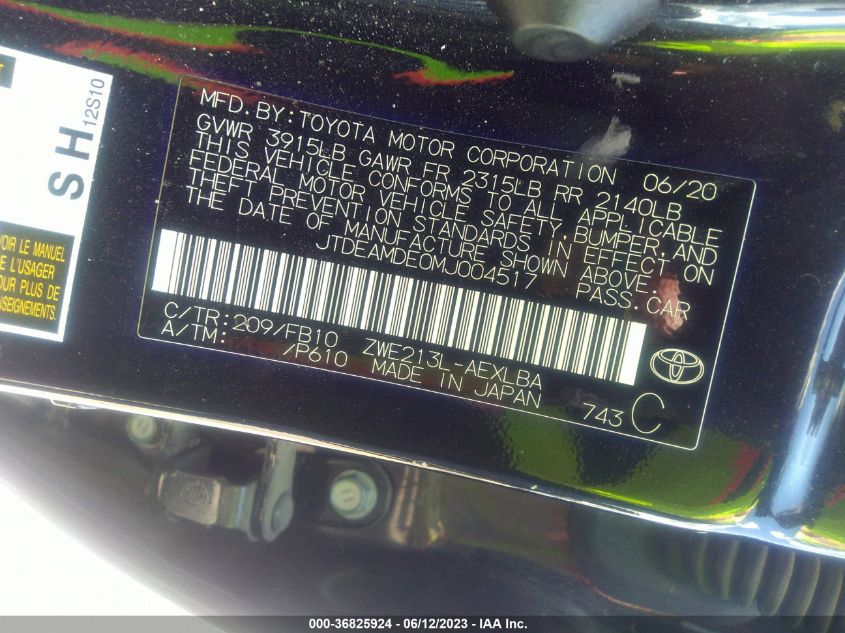 MFD. BY: TOYOTA MOTOR CORPORATION 06/20
GVWR 3915LB GAWR FR 2315LB RR 2140LB
THIS VEHICLE CONFORMS TO ALL APPLICABLE
FEDERAL MOTOR VEHICLE SAFETY, BUMPER, AND
THEFT PREVENTION STANDARDS IN EFFECT ON
THE DATE OF MANUFACTURE SHOWN ABOVE.
JTDEAMDE0MJ004517 PASS. CAR
C/TR: 209/FB10 ZWE213L-AEXLBA
A/TM: /P610 MADE IN JAPAN 743 C
SH
12S10
VOIR LE MANUEL
DE L'USAGER
POUR PLUS DE
000-36825924 - 06/12/2023 - IAA Inc.